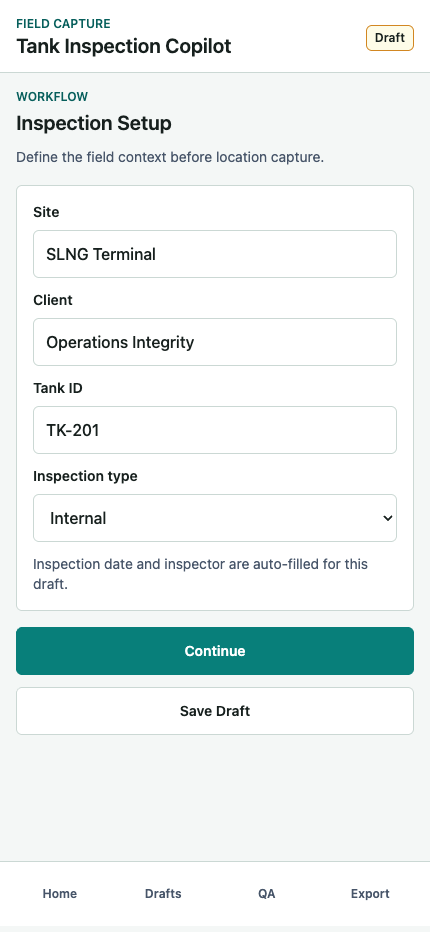 FIELD CAPTURE
Tank Inspection Copilot
Draft
WORKFLOW
Inspection Setup
Define the field context before location capture.
Site
SLNG Terminal
Client
Operations Integrity
Tank ID
TK-201
Inspection type
Internal
Inspection date and inspector are auto-filled for this
draft.
Continue
Save Draft
Home
Drafts
QA
Export